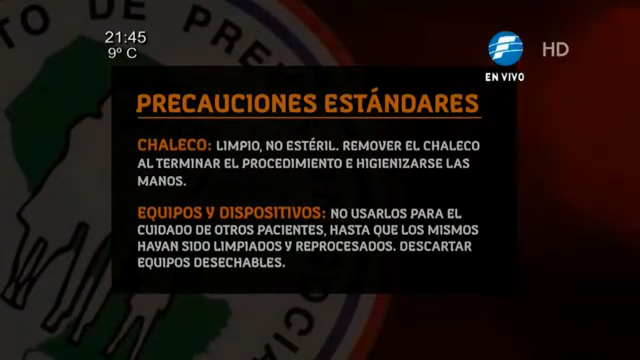 21:45
9° C
HD
EN VIVO
PRECAUCIONES ESTÁNDARES
CHALECO: LIMPIO, NO ESTÉRIL. REMOVER EL CHALECO
AL TERMINAR EL PROCEDIMIENTO E HIGIENIZARSE LAS
MANOS.
EQUIPOS Y DISPOSITIVOS: NO USARLOS PARA EL
CUIDADO DE OTROS PACIENTES, HASTA QUE LOS MISMOS
HAYAN SIDO LIMPIADOS Y REPROCESADOS. DESCARTAR
EQUIPOS DESECHABLES.